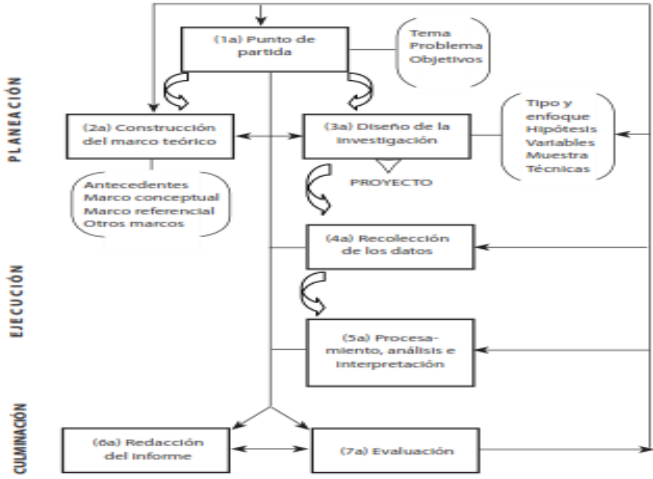 (1a) Punto de
partida
Tema
Problema
Objetivos
PLANEACIÓN
(2a) Construcción
del marco teórico
(3a) Diseño de la
investigación
Tipo y
enfoque
Hipótesis
Variables
Muestra
Técnicas
PROYECTO
Antecedentes
Marco conceptual
Marco referencial
Otros marcos
EJECUCIÓN
(4a) Recolección
de los datos
(5a) Procesa-
miento, análisis e
interpretación
CULMINACIÓN
(6a) Redacción
del informe
(7a) Evaluación